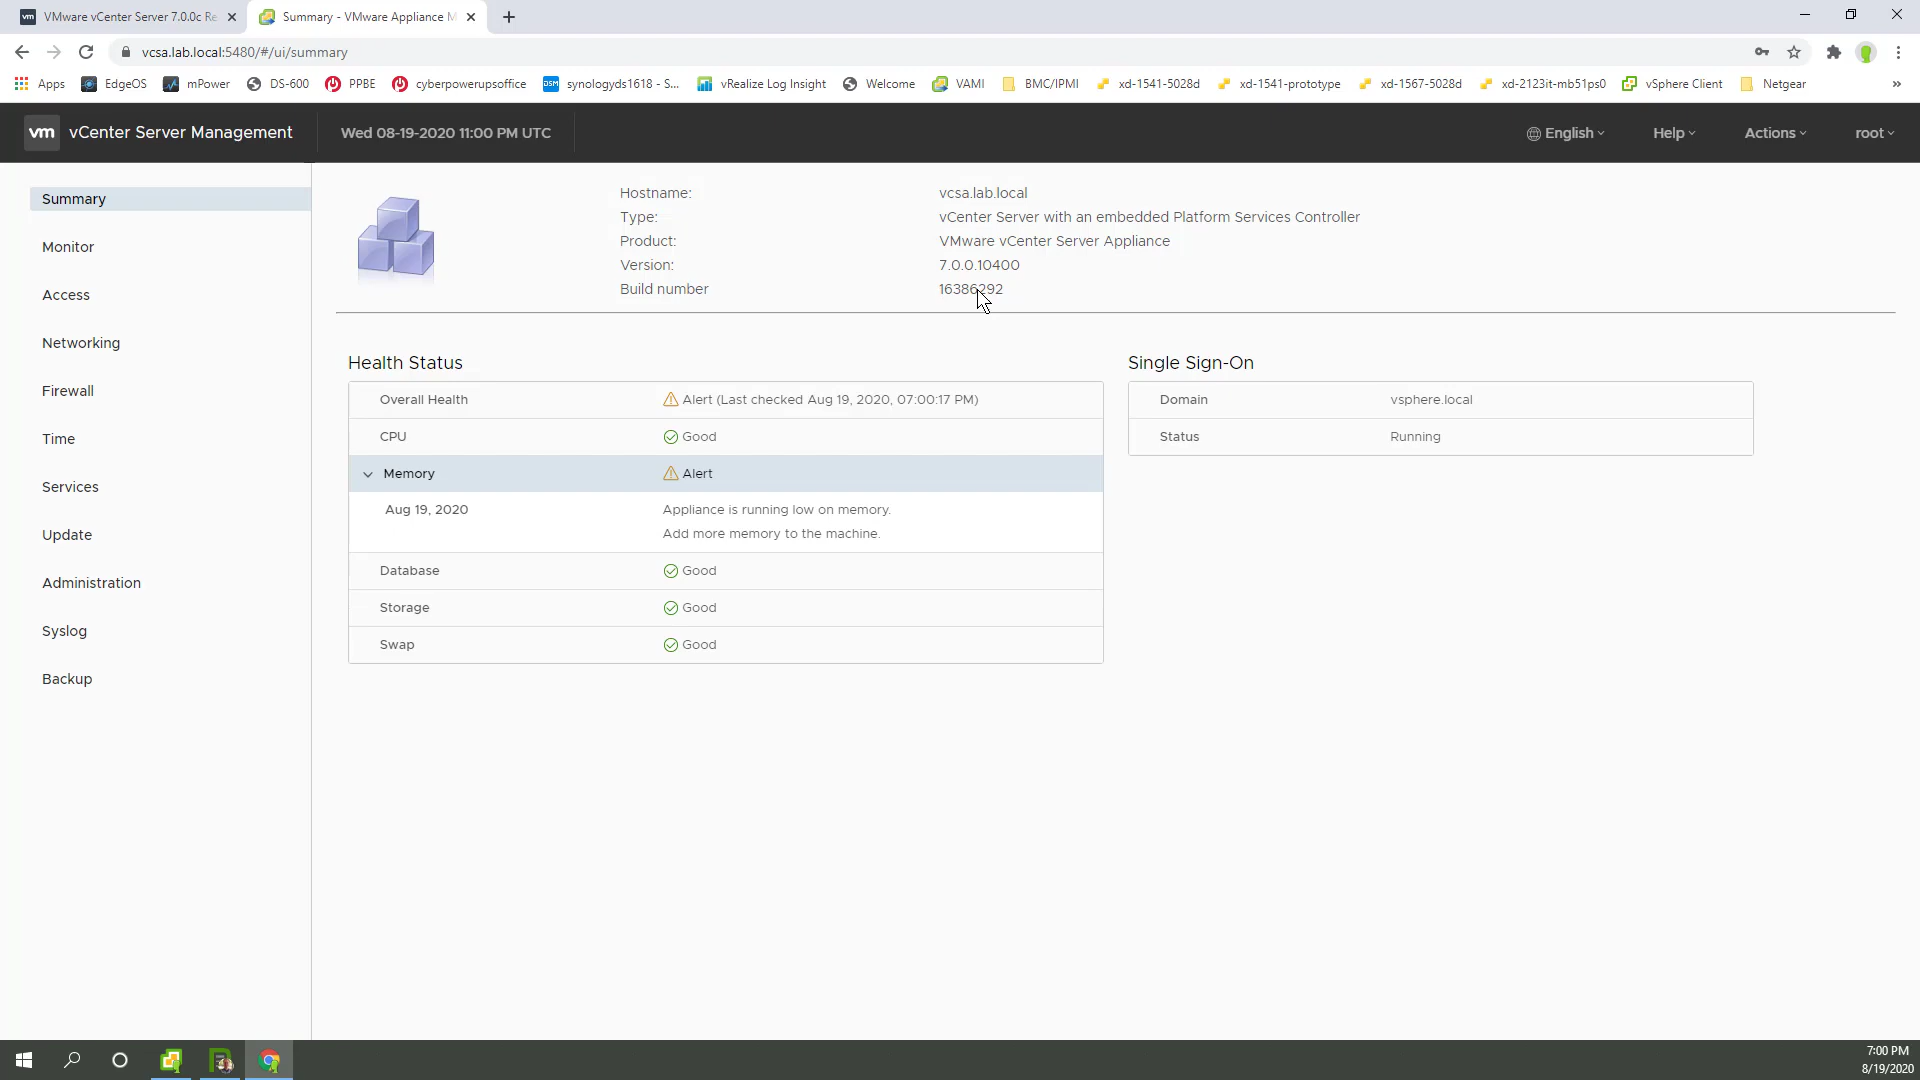 VMware vCenter Server 7.0.0c Re
Summary - VMware Appliance M
vcsa.lab.local:5480/#/ui/summary
Apps
EdgeOS
mPower
DS-600
PPBE
cyberpowerupsoffice
DSM
synologyds1618 - S...
vRealize Log Insight
Welcome
VAMI
BMC/IPMI
xd-1541-5028d
xd-1541-prototype
xd-1567-5028d
xd-2123it-mb51ps0
vSphere Client
Netgear
»
vm vCenter Server Management
Wed 08-19-2020 11:00 PM UTC
English
Help
Actions
root
Summary
Monitor
Access
Networking
Firewall
Time
Services
Update
Administration
Syslog
Backup
Hostname: vcsa.lab.local
Type: vCenter Server with an embedded Platform Services Controller
Product: VMware vCenter Server Appliance
Version: 7.0.0.10400
Build number 16386292
Health Status
Overall Health Alert (Last checked Aug 19, 2020, 07:00:17 PM)
CPU Good
Memory Alert
Aug 19, 2020 Appliance is running low on memory.
Add more memory to the machine.
Database Good
Storage Good
Swap Good
Single Sign-On
Domain vsphere.local
Status Running
7:00 PM
8/19/2020